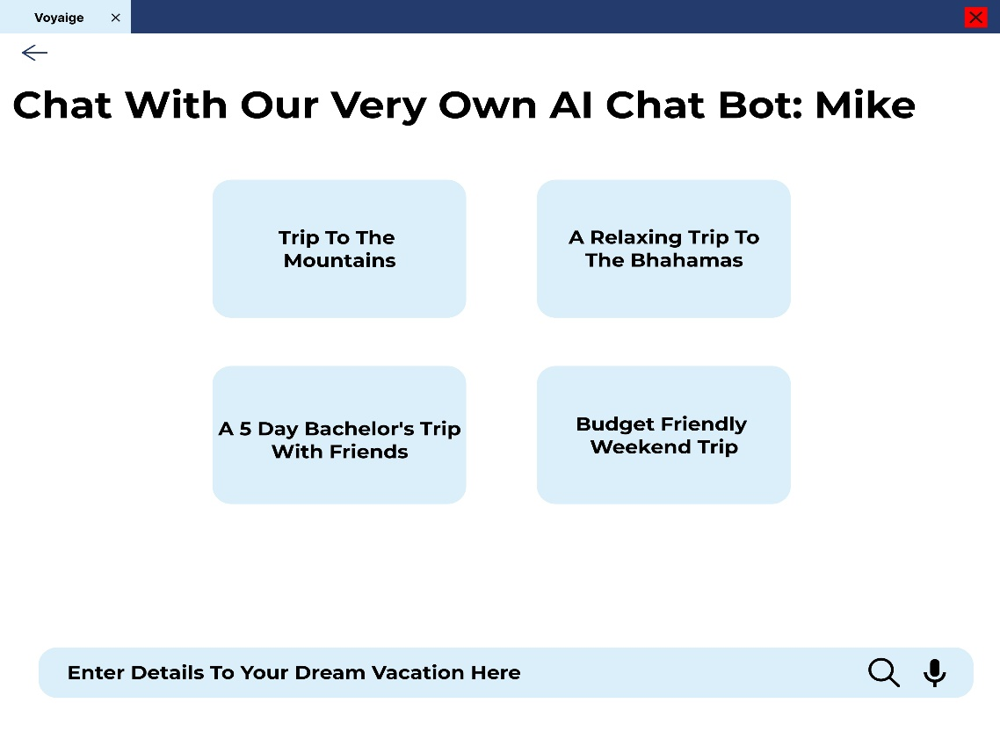 Voyaige
Chat With Our Very Own AI Chat Bot: Mike
Trip To The
Mountains
A Relaxing Trip To
The Bhahamas
A 5 Day Bachelor's Trip
With Friends
Budget Friendly
Weekend Trip
Enter Details To Your Dream Vacation Here